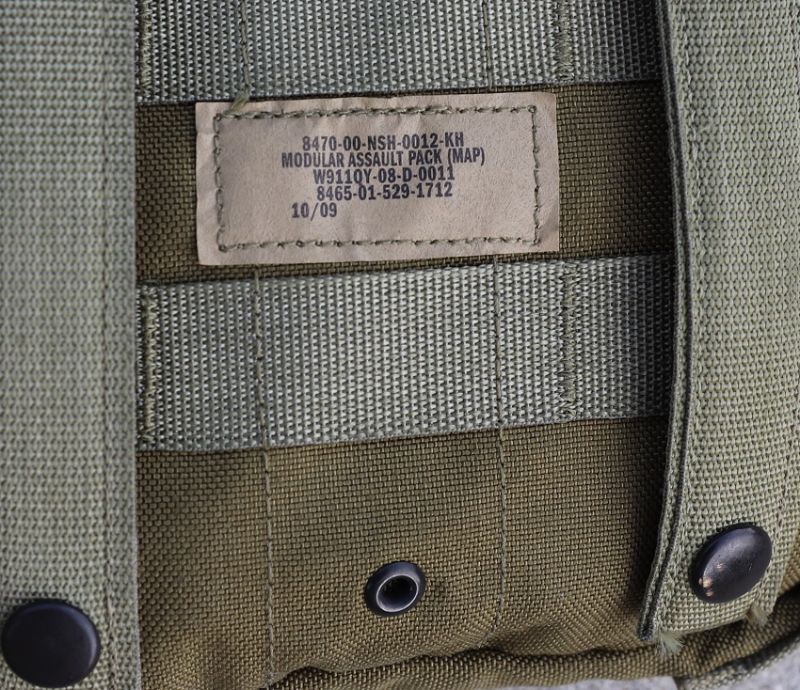 8470-00-NSH-0012-KH
MODULAR ASSAULT PACK (MAP)
W911QY-08-D-0011
8465-01-529-1712
10/09